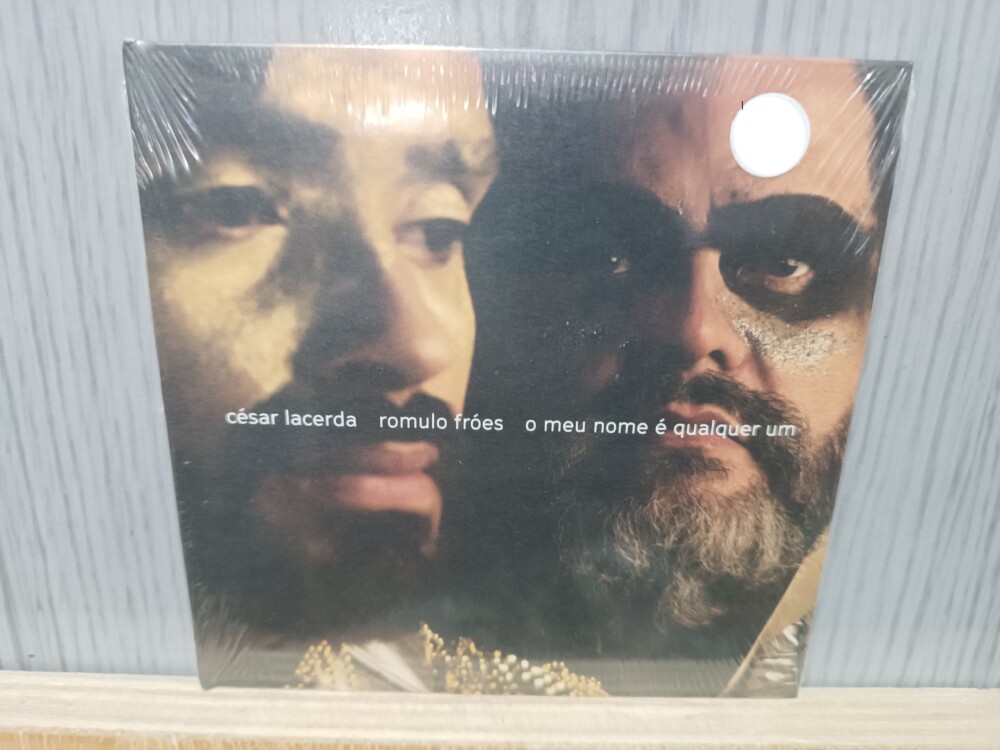 césar lacerda romulo fróes o meu nome é qualquer um